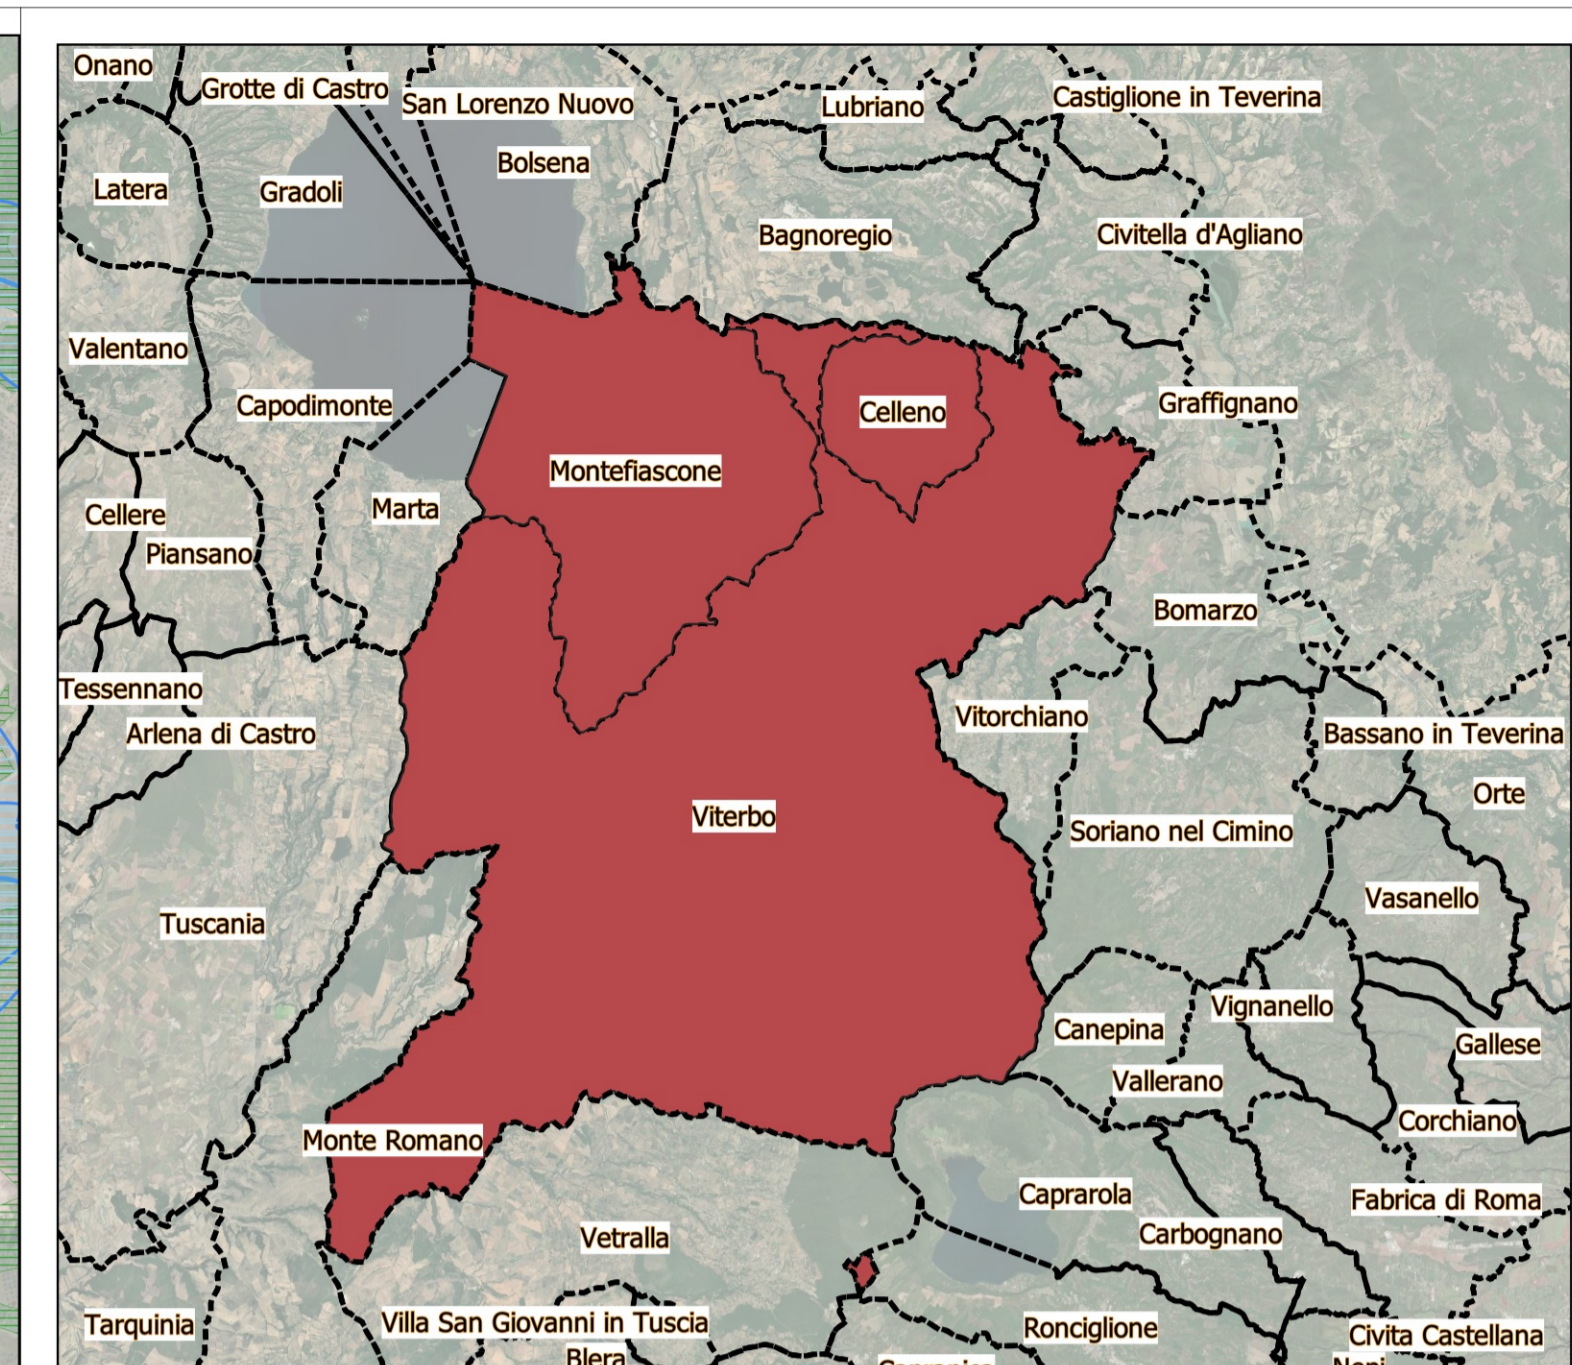 Onano
Grotte di Castro
San Lorenzo Nuovo
Lubriano
Castiglione in Teverina
Bolsena
Latera
Gradoli
Bagnoregio
Civitella d'Agliano
Valentano
Capodimonte
Celleno
Graffignano
Montefiascone
Marta
Cellere
Piansano
Bomarzo
Tessennano
Vitorchiano
Arlena di Castro
Bassano in Teverina
Orte
Viterbo
Soriano nel Cimino
Vasanello
Tuscania
Vignanello
Canepina
Gallese
Vallerano
Corchiano
Monte Romano
Caprarola
Fabrica di Roma
Vetralla
Carbognano
Tarquinia
Villa San Giovanni in Tuscia
Ronciglione
Civita Castellana
Blera